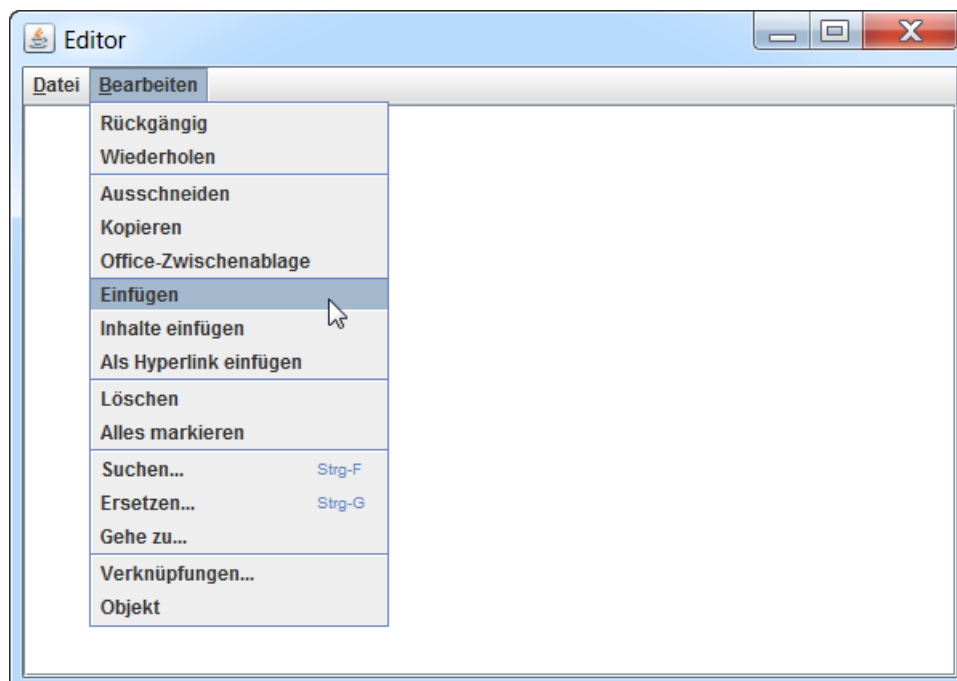 Editor
Datei Bearbeiten
Rückgängig
Wiederholen
Ausschneiden
Kopieren
Office-Zwischenablage
Einfügen
Inhalte einfügen
Als Hyperlink einfügen
Löschen
Alles markieren
Suchen... Strg-F
Ersetzen... Strg-G
Gehe zu...
Verknüpfungen...
Objekt